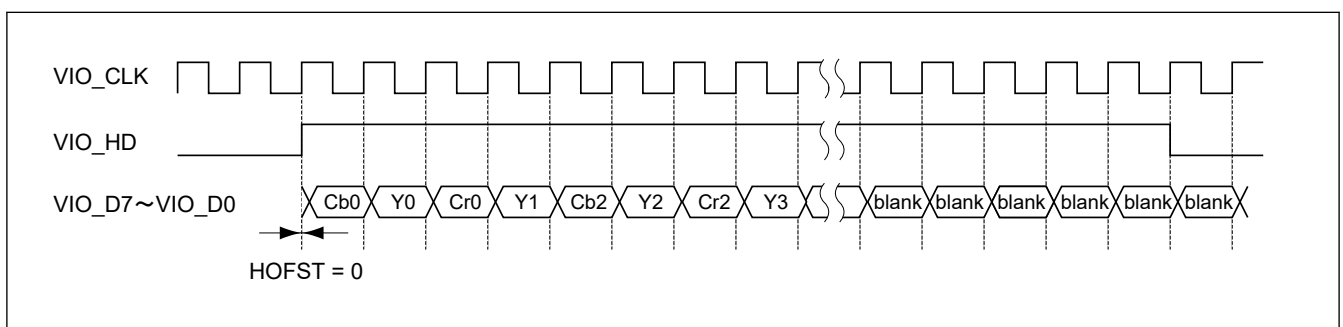 VIO_CLK
VIO_HD
VIO_D7～VIO_D0 Cb0 Y0 Cr0 Y1 Cb2 Y2 Cr2 Y3 blank blank blank blank blank blank
HOFST = 0